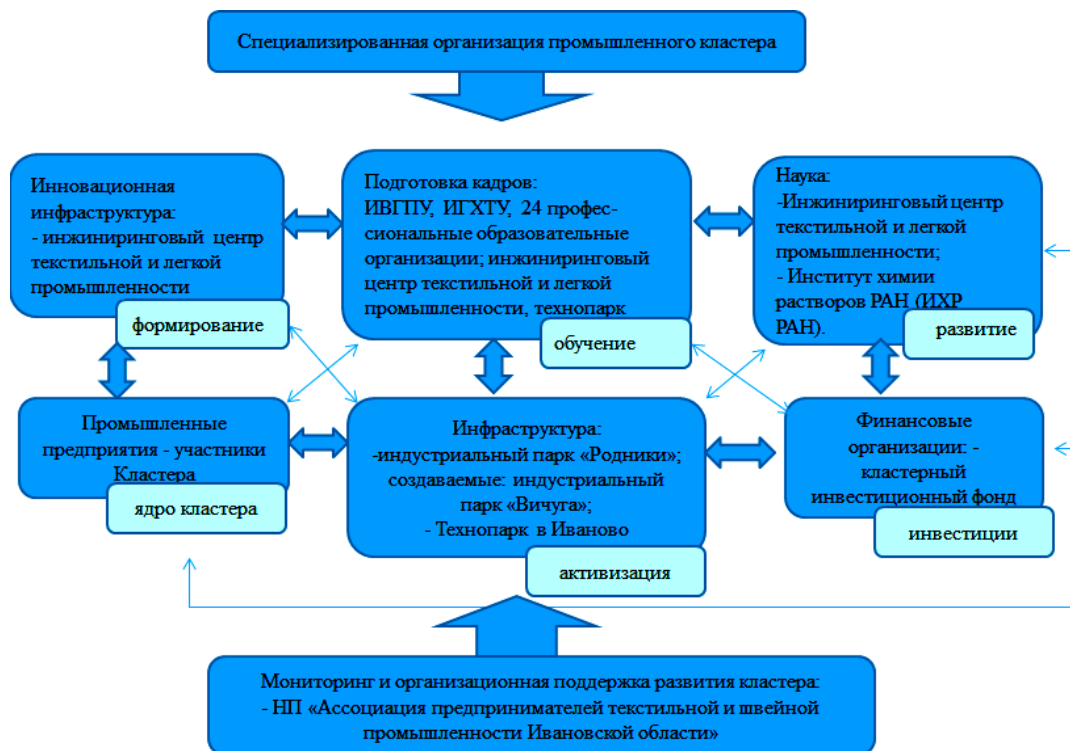 Специализированная организация промышленного кластера
Инновационная
инфраструктура:
- инжиниринговый центр
текстильной и легкой
промышленности
формирование
Подготовка кадров:
ИВГПУ, ИГХТУ, 24 профес-
сиональные образовательные
организации; инжиниринговый
центр текстильной и легкой
промышленности, технопарк
обучение
Наука:
-Инжиниринговый центр
текстильной и легкой
промышленности;
- Институт химии
растворов РАН (ИХР
РАН).
развитие
Промышленные
предприятия - участники
Кластера
ядро кластера
Инфраструктура:
-индустриальный парк «Родники»;
создаваемые: индустриальный
парк «Вичуга»;
- Технопарк в Иваново
активизация
Финансовые
организации: -
кластерный
инвестиционный фонд
инвестиции
Мониторинг и организационная поддержка развития кластера:
- НП «Ассоциация предпринимателей текстильной и швейной
промышленности Ивановской области»